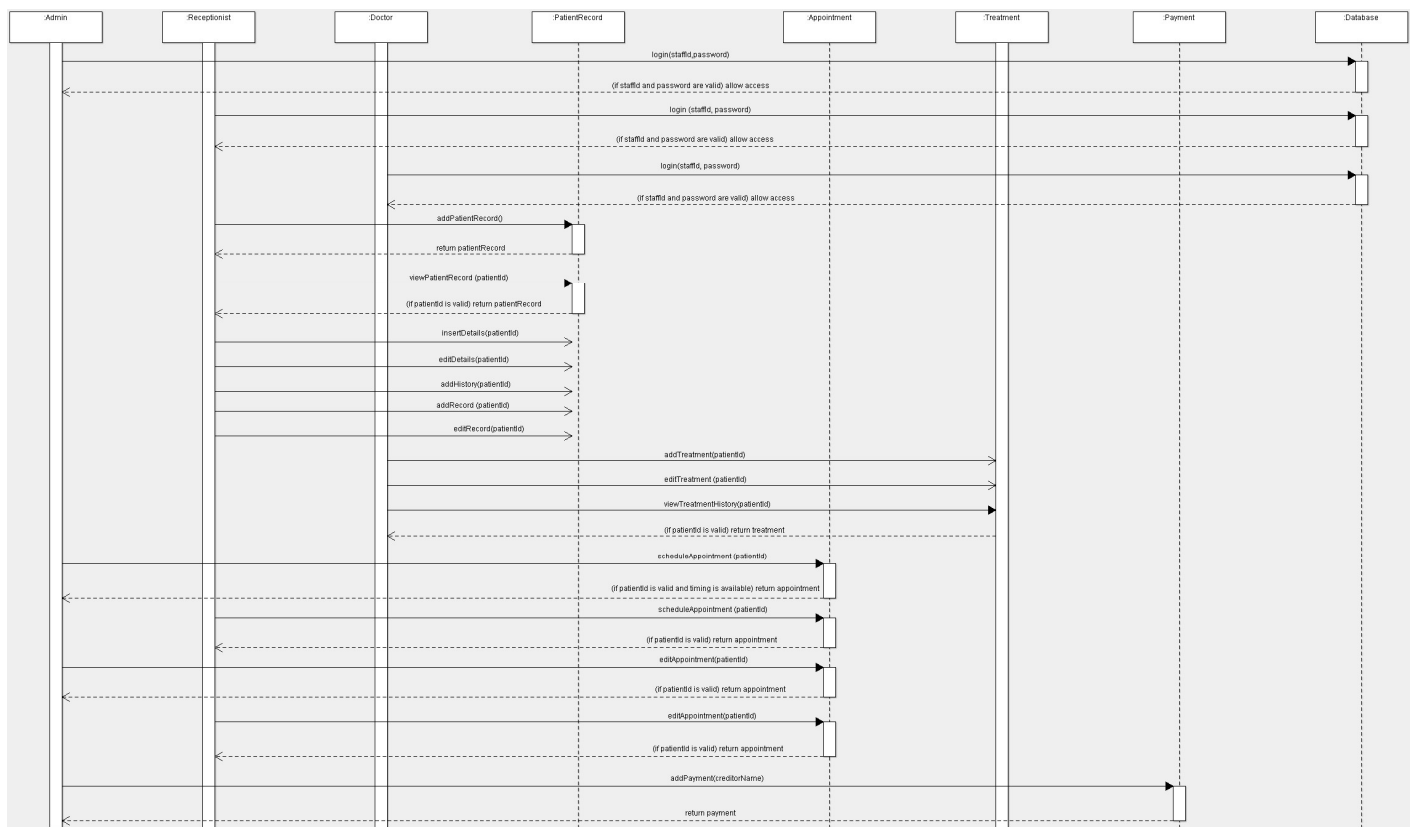 :Admin
:Receptionist
:Doctor
:PatientRecord
:Appointment
:Treatment
:Payment
:Database
login(staffId,password)
(if staffId and password are valid) allow access
login (staffId, password)
(if staffId and password are valid) allow access
login(staffId, password)
(if staffId and password are valid) allow access
addPatientRecord()
return patientRecord
viewPatientRecord (patientId)
(if patientId is valid) return patientRecord
insertDetails(patientId)
editDetails(patientId)
addHistory(patientId)
addRecord (patientId)
editRecord(patientId)
addTreatment(patientId)
editTreatment (patientId)
viewTreatmentHistory(patientId)
(if patientId is valid) return treatment
scheduleAppointment (patientId)
(if patientId is valid and timing is available) return appointment
scheduleAppointment (patientId)
(if patientId is valid) return appointment
editAppointment(patientId)
(if patientId is valid) return appointment
editAppointment(patientId)
(if patientId is valid) return appointment
addPayment(creditorName)
return payment